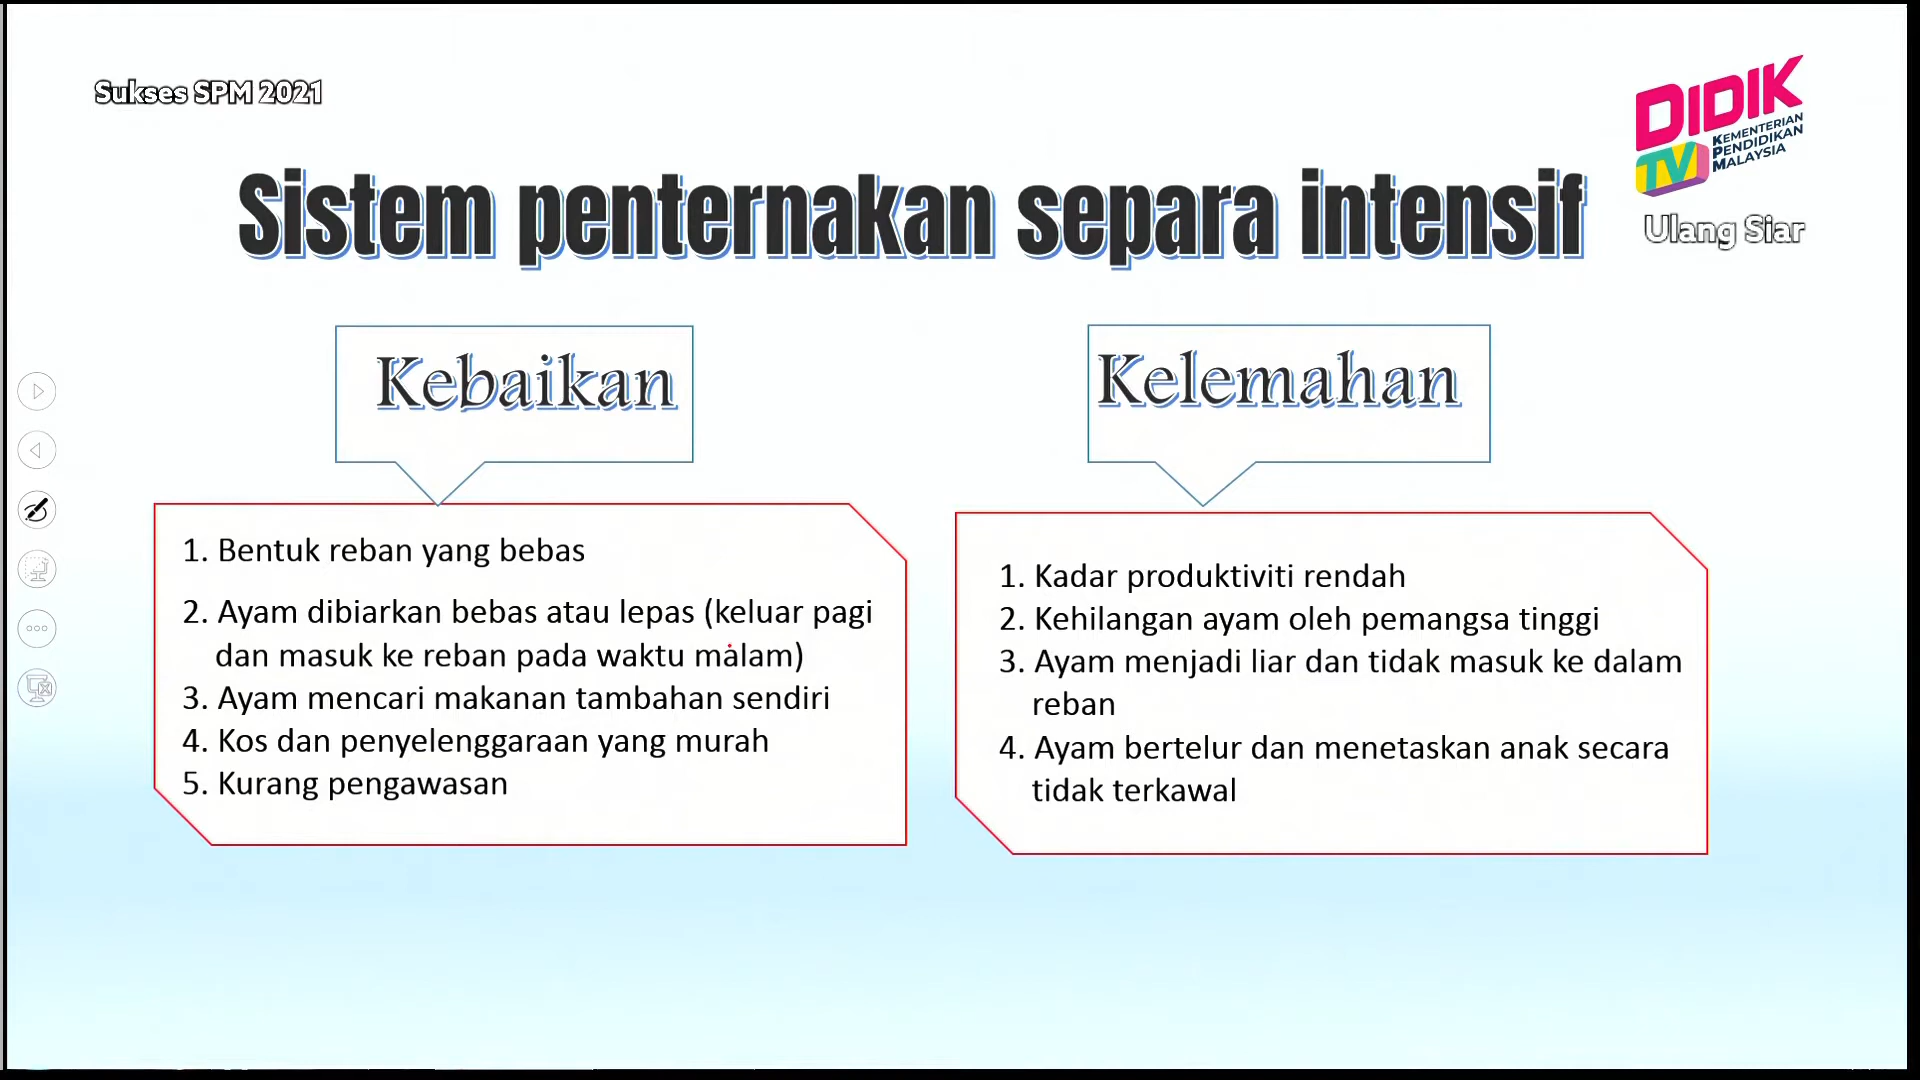 Sukses SPM 2021
DIDIK
TV
KEMENTERIAN
PENDIDIKAN
MALAYSIA
Ulang Siar
Sistem penternakan separa intensif
Kebaikan
1. Bentuk reban yang bebas
2. Ayam dibiarkan bebas atau lepas (keluar pagi
dan masuk ke reban pada waktu malam)
3. Ayam mencari makanan tambahan sendiri
4. Kos dan penyelenggaraan yang murah
5. Kurang pengawasan
Kelemahan
1. Kadar produktiviti rendah
2. Kehilangan ayam oleh pemangsa tinggi
3. Ayam menjadi liar dan tidak masuk ke dalam
reban
4. Ayam bertelur dan menetaskan anak secara
tidak terkawal